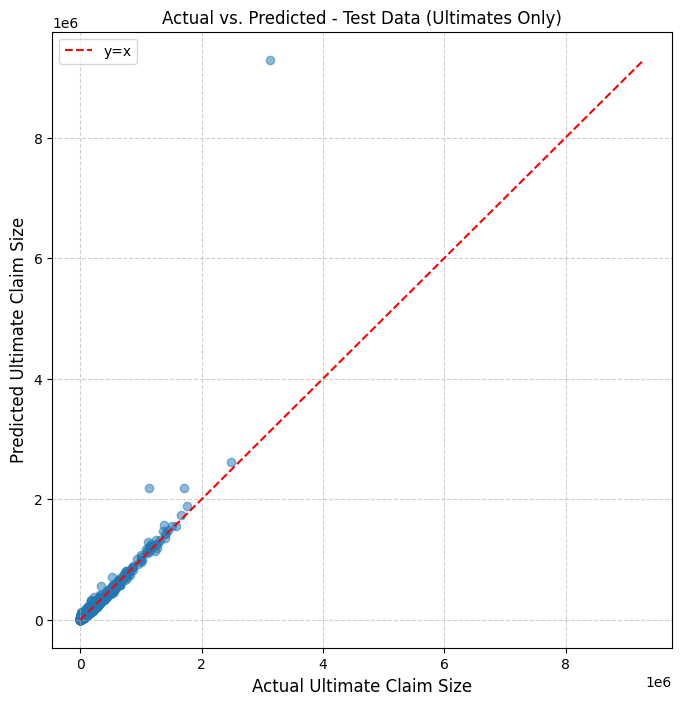 Actual vs. Predicted - Test Data (Ultimates Only)
1e6
y=x
8
6
4
2
0
Predicted Ultimate Claim Size
0 2 4 6 8
1e6
Actual Ultimate Claim Size